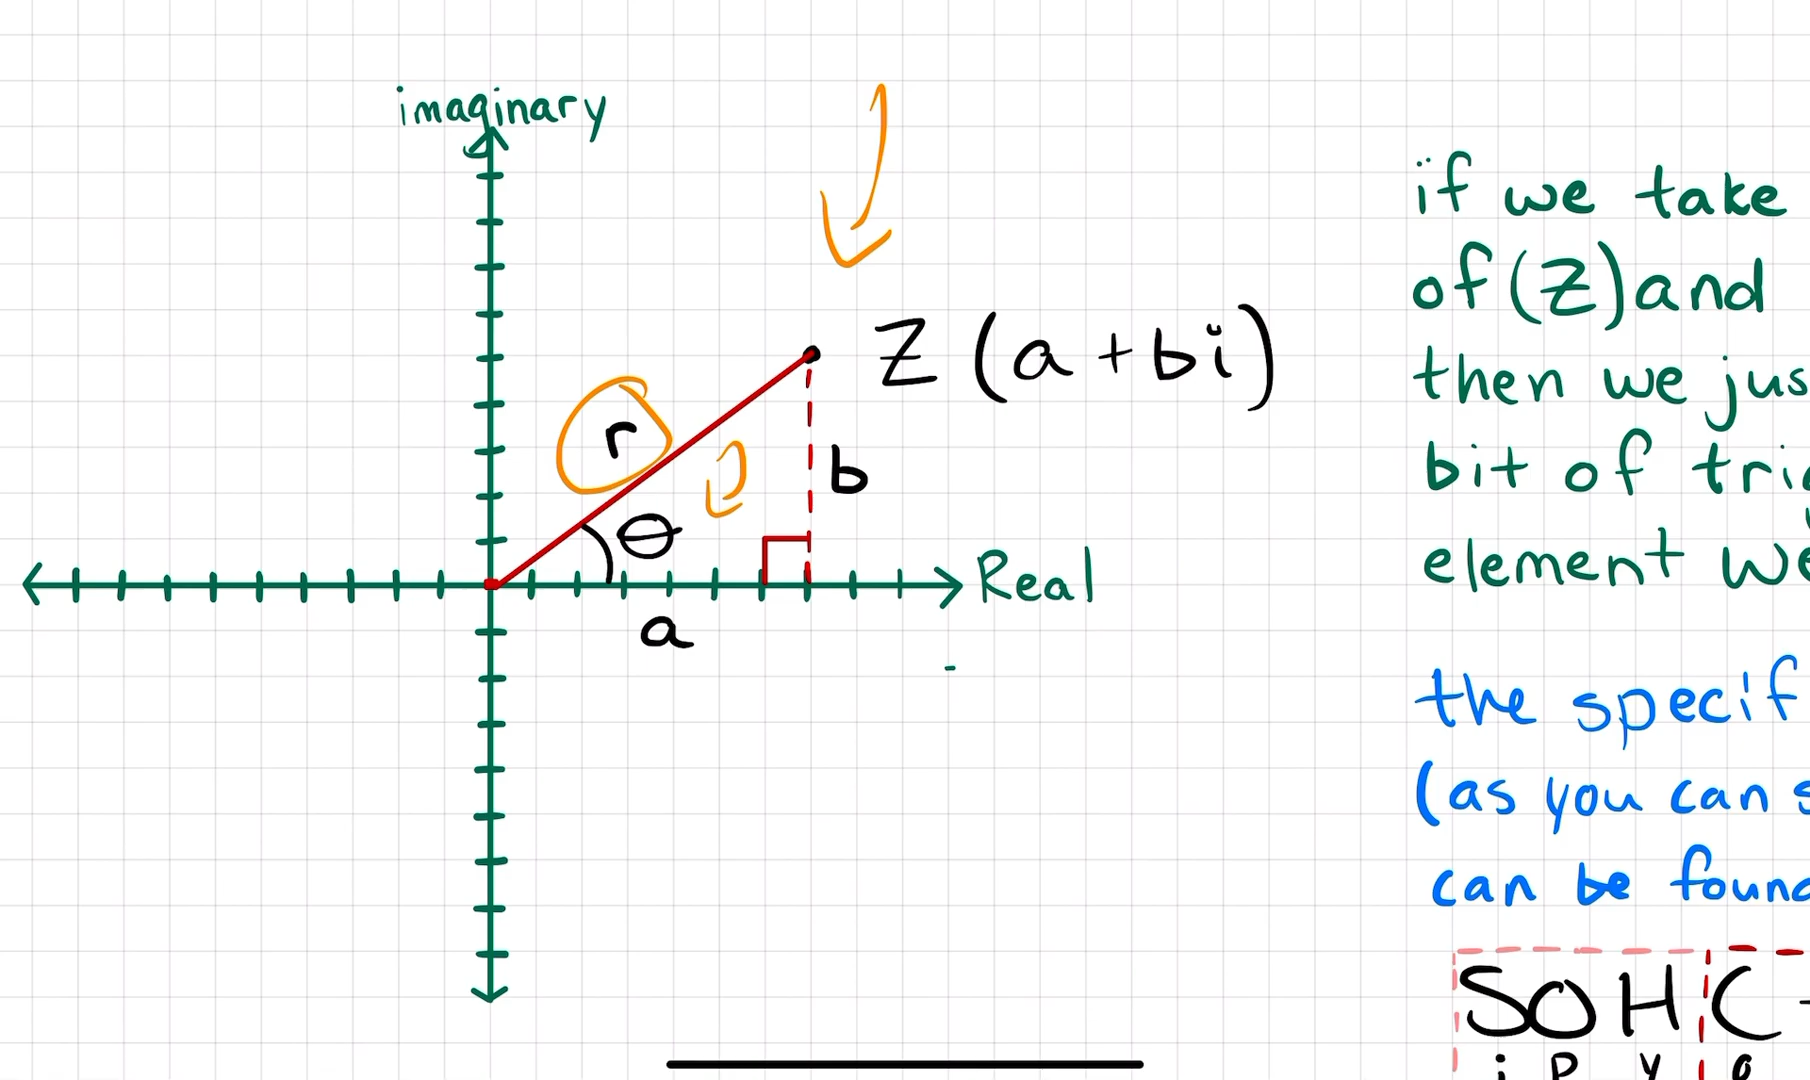 imaginary
Z (a + bi)
r
b
θ
Real
a
if we take
of (Z) and
then we jus
bit of tri
element we
the specif
(as you can s
can be found
SOH C
i p y o